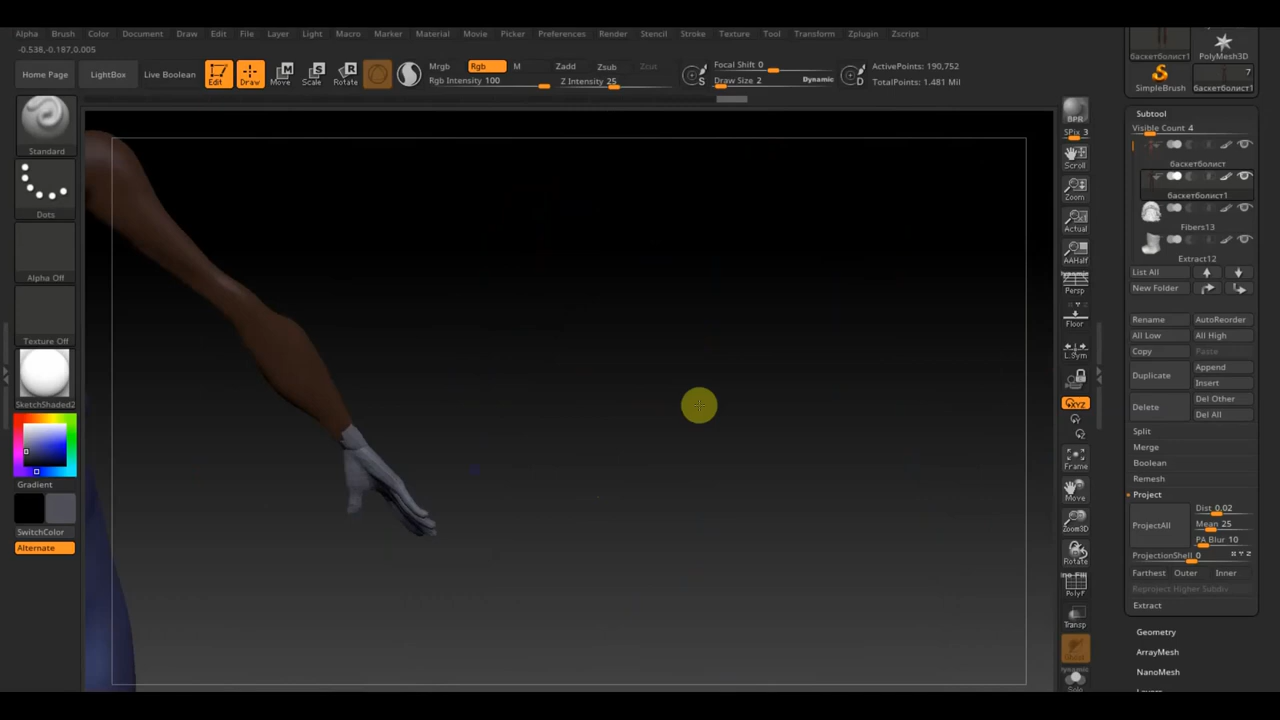 Alpha Brush Color Document Draw Edit File Layer Light Macro Marker Material Movie Picker Preferences Render Stencil Stroke Texture Tool Transform Zplugin Zscript
-0.538,-0.187,0.005
Home Page
LightBox
Live Boolean
Edit
Draw
Move
Scale
Rotate
Mrgb
Rgb
M
Rgb Intensity 100
Zadd
Zsub
Zcut
Z Intensity 25
S
Focal Shift 0
Draw Size 2
Dynamic
D
ActivePoints: 190,752
TotalPoints: 1.481 Mil
Standard
Dots
Alpha Off
Texture Off
SketchShaded2
Gradient
SwitchColor
Alternate
BPR
SPix 3
Scroll
Zoom
Actual
AAHalf
Dynamic
Persp
Floor
L.Sym
XYZ
Y
Z
Frame
Move
Zoom3D
Rotate
PolyF
Transp
Dynamic
Solo
баскетболист1
PolyMesh3D
SimpleBrush
7
баскетболист1
Subtool
Visible Count 4
баскетболист
баскетболист1
Fibers13
Extract12
List All
New Folder
Rename
AutoReorder
All Low
All High
Copy
Paste
Duplicate
Append
Insert
Delete
Del Other
Del All
Split
Merge
Boolean
Remesh
Project
ProjectAll
Dist 0.02
Mean 25
PA Blur 10
ProjectionShell 0
X Y Z
Farthest
Outer
Inner
Reproject Higher Subdiv
Extract
Geometry
ArrayMesh
NanoMesh